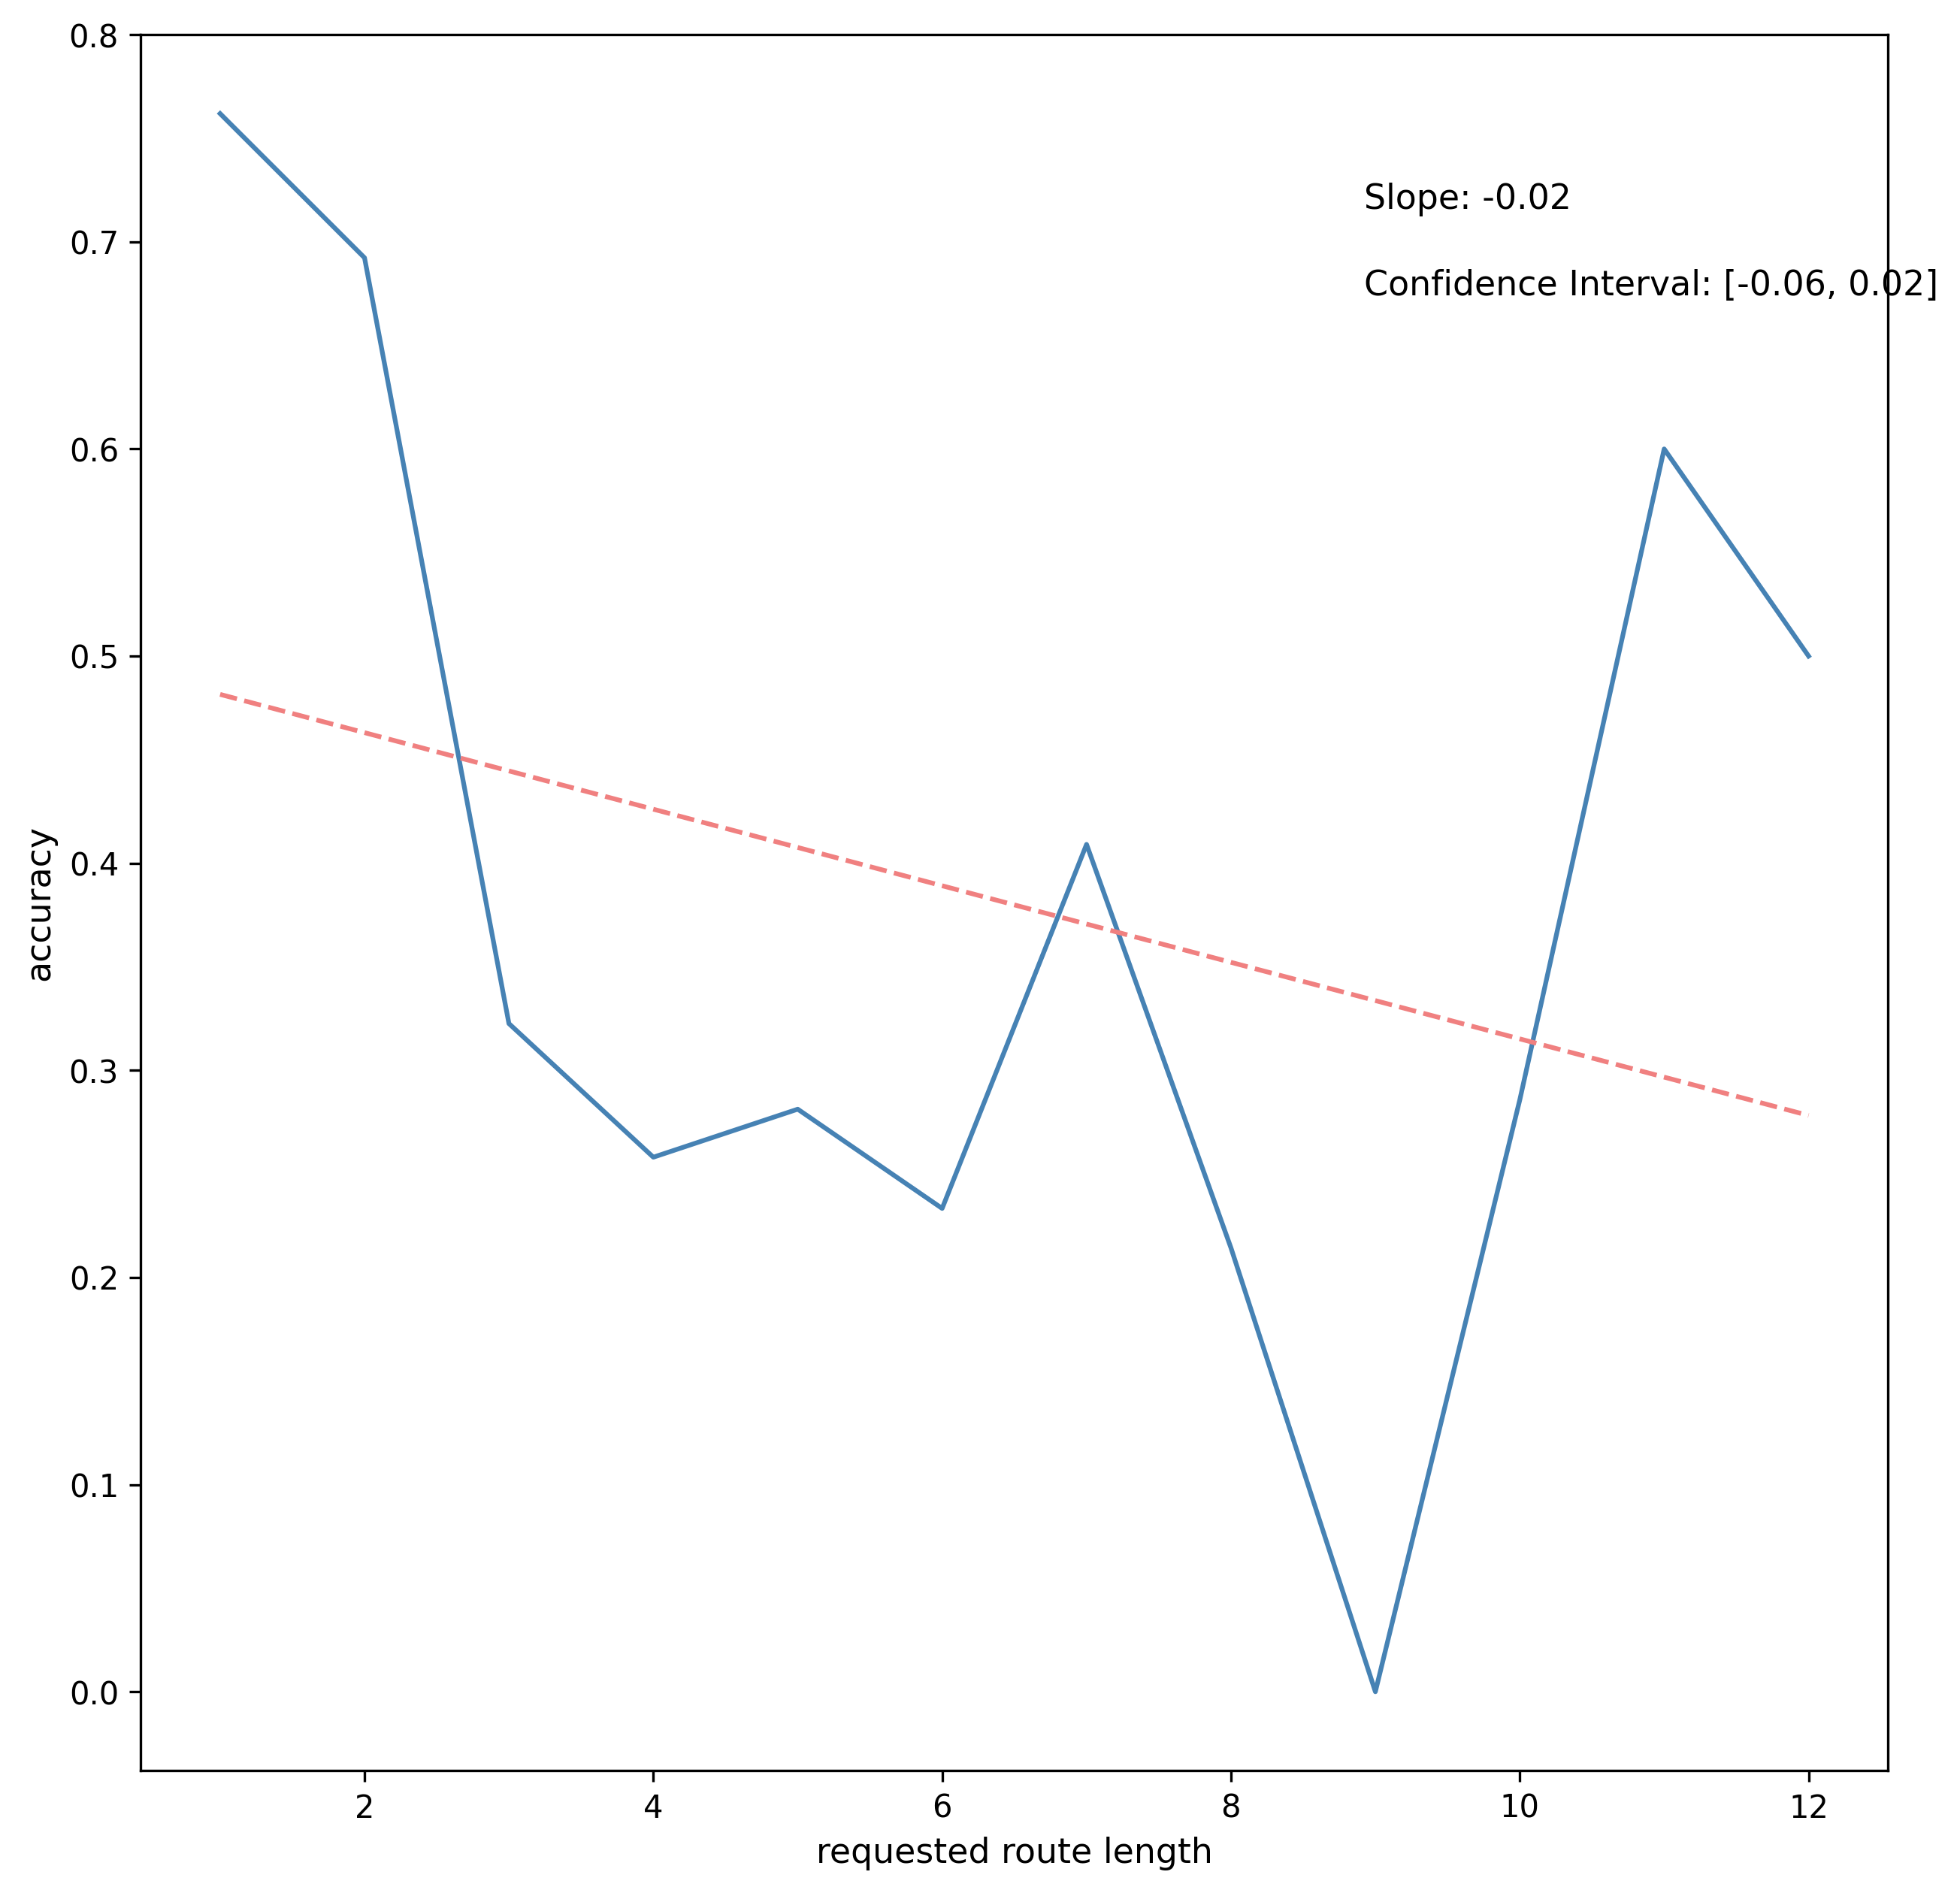 0.8
0.7
0.6
0.5
0.4
0.3
0.2
0.1
0.0
accuracy
Slope: -0.02
Confidence Interval: [-0.06, 0.02]
2 4 6 8 10 12
requested route length